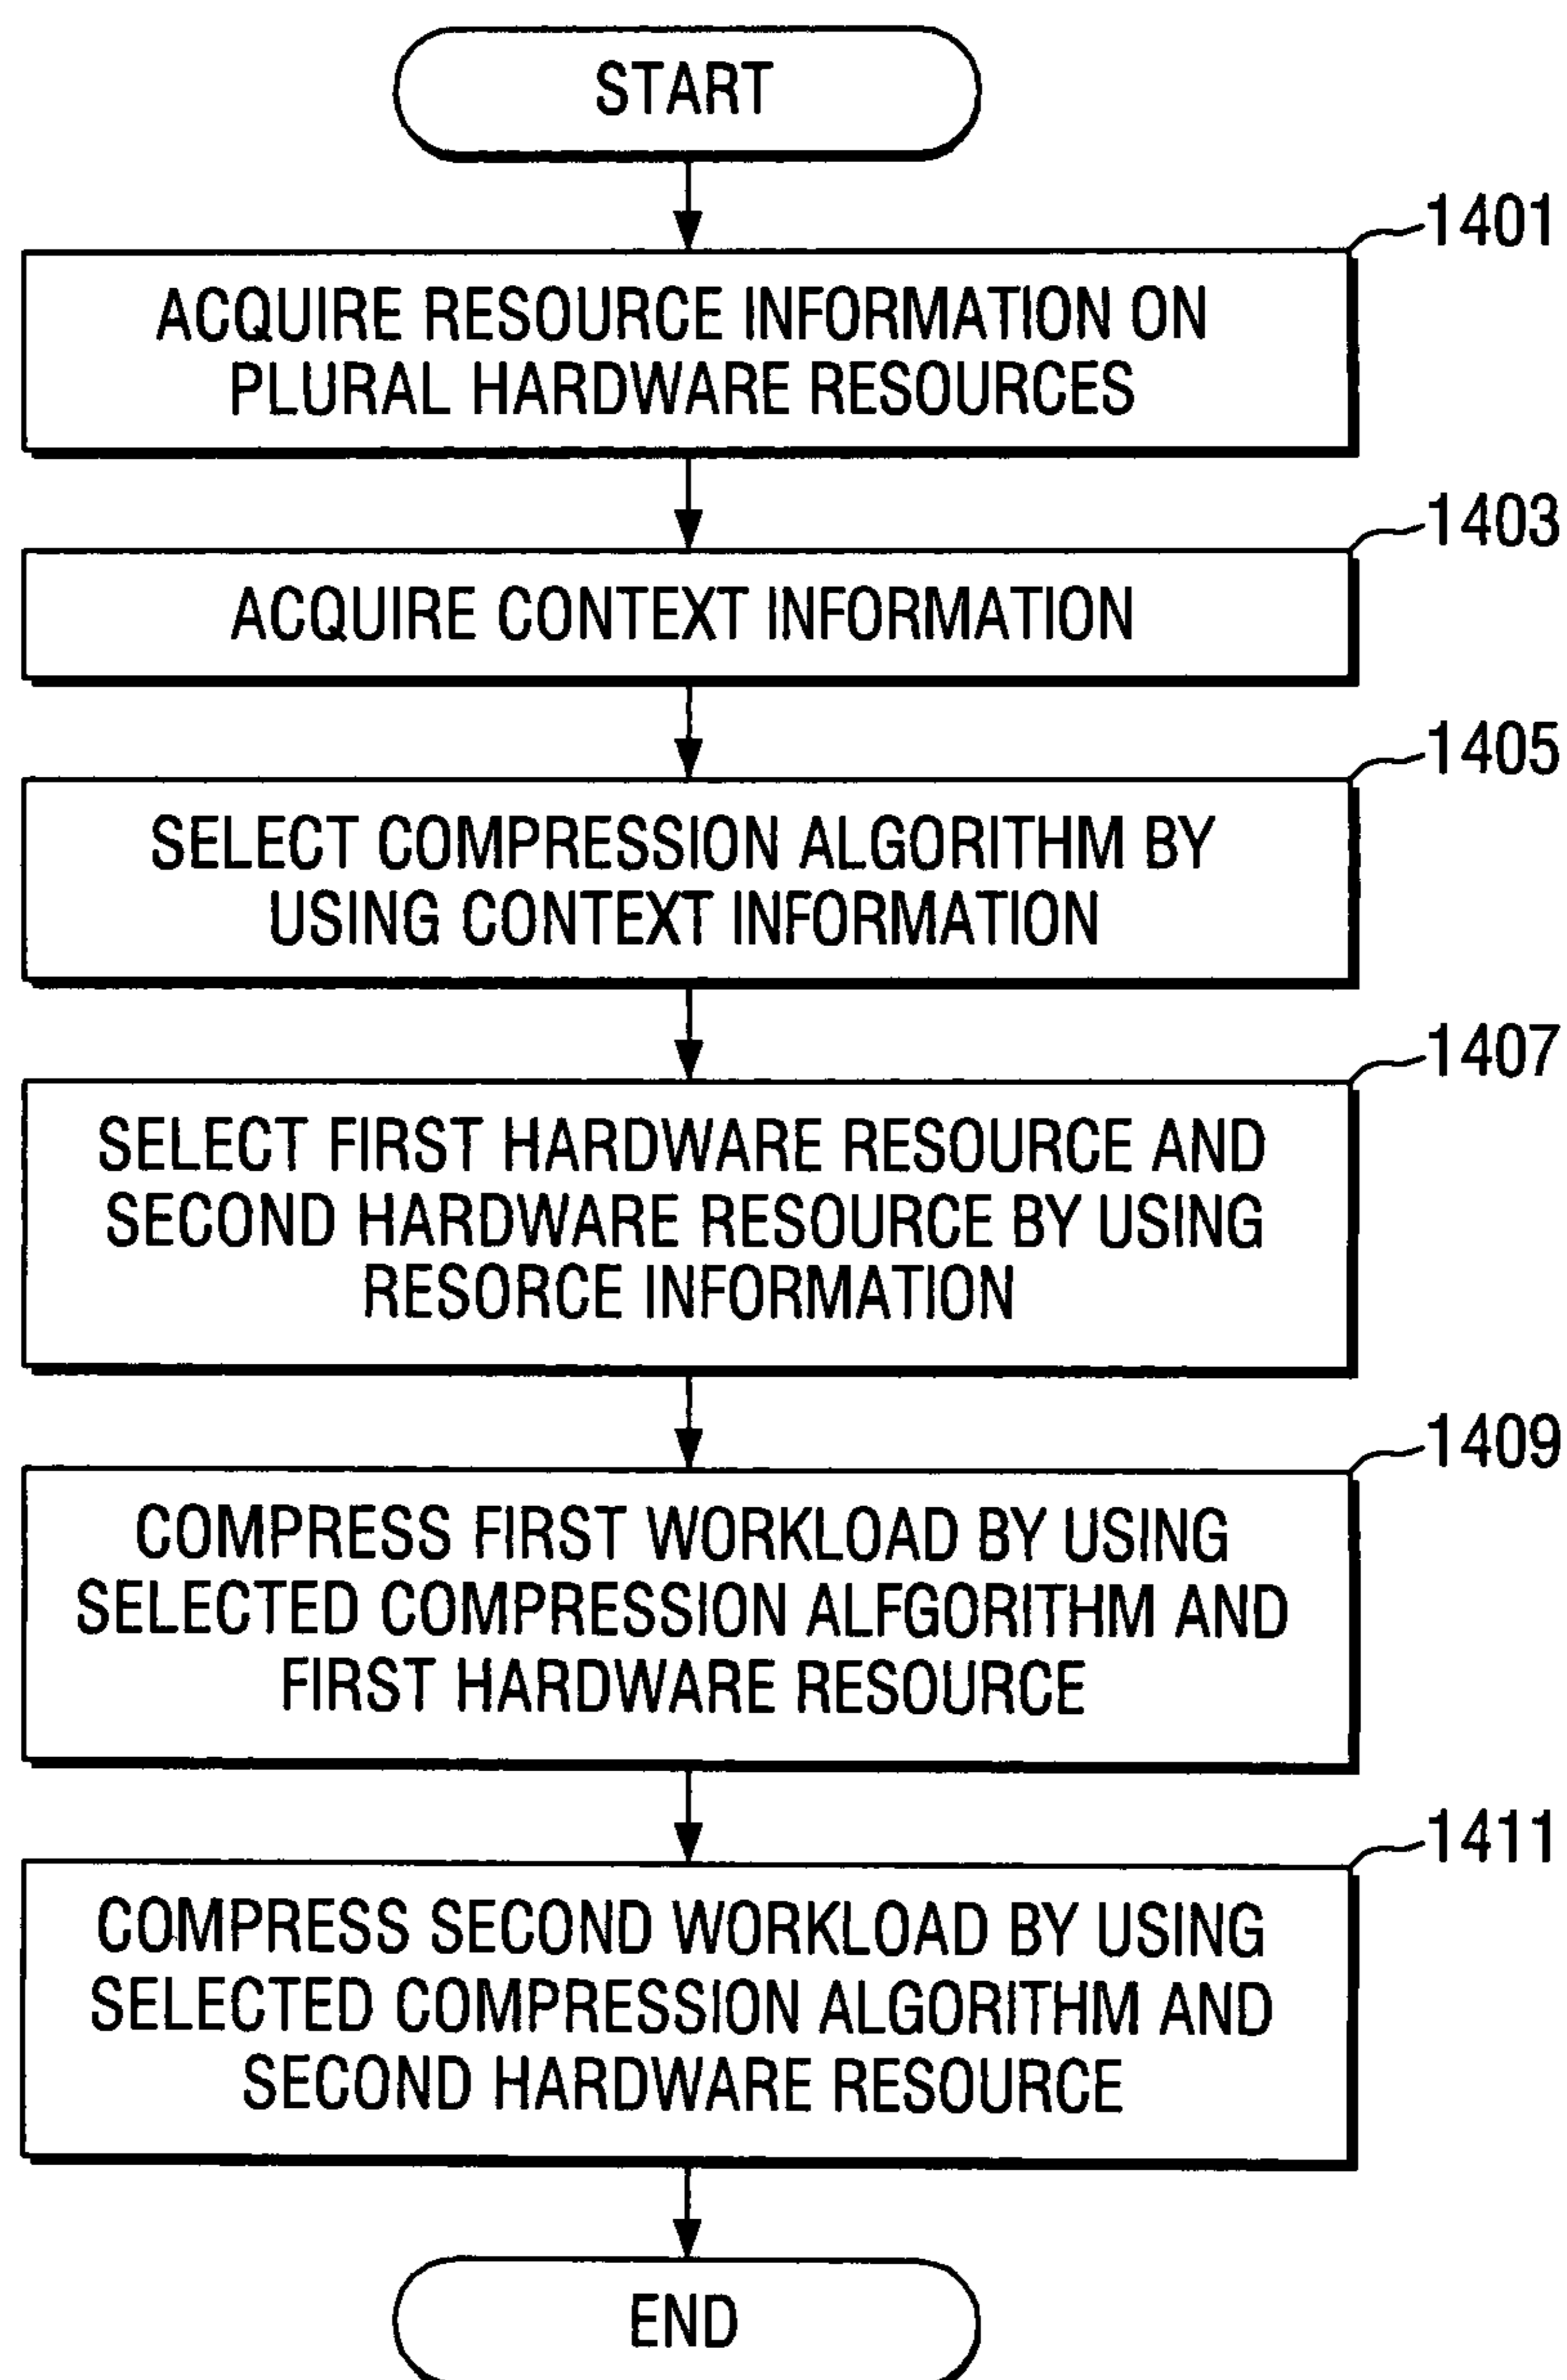 START
1401
ACQUIRE RESOURCE INFORMATION ON
PLURAL HARDWARE RESOURCES
1403
ACQUIRE CONTEXT INFORMATION
1405
SELECT COMPRESSION ALGORITHM BY
USING CONTEXT INFORMATION
1407
SELECT FIRST HARDWARE RESOURCE AND
SECOND HARDWARE RESOURCE BY USING
RESORCE INFORMATION
1409
COMPRESS FIRST WORKLOAD BY USING
SELECTED COMPRESSION ALFGORITHM AND
FIRST HARDWARE RESOURCE
1411
COMPRESS SECOND WORKLOAD BY USING
SELECTED COMPRESSION ALGORITHM AND
SECOND HARDWARE RESOURCE
END